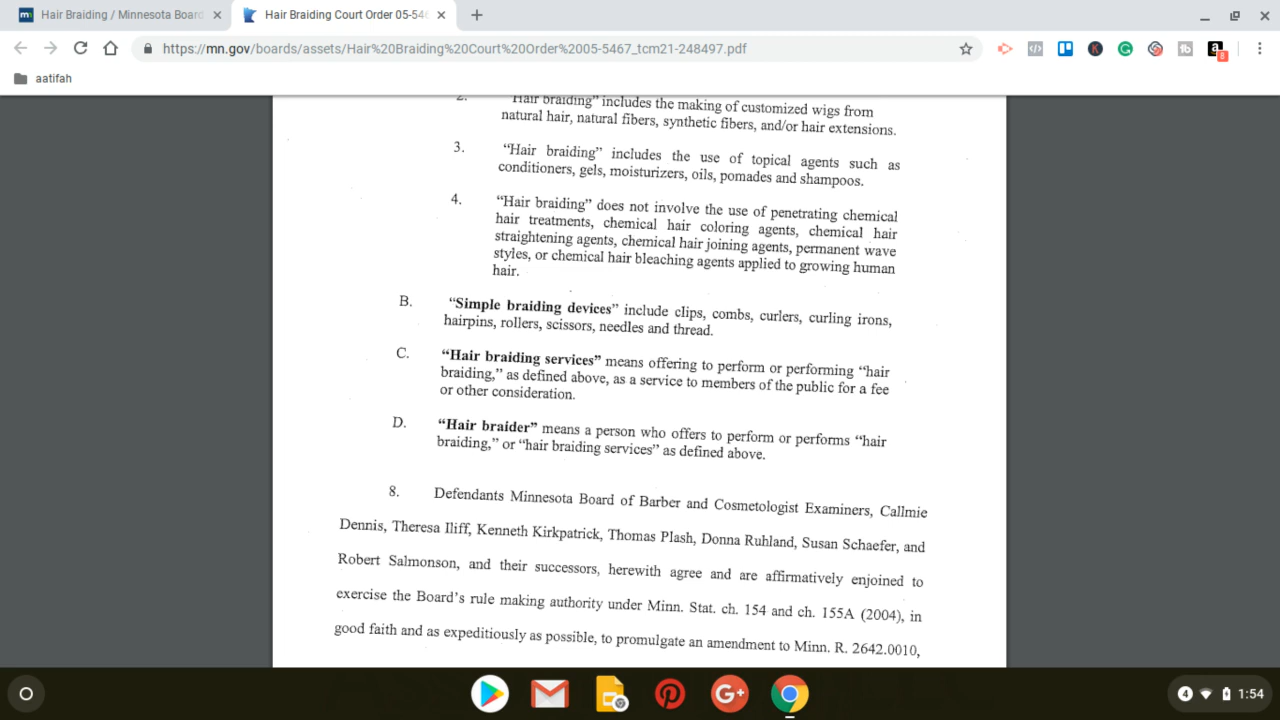 Hair Braiding / Minnesota Board
Hair Braiding Court Order 05-546
https://mn.gov/boards/assets/Hair%20Braiding%20Court%20Order%2005-5467_tcm21-248497.pdf
8
aatifah
2. "Hair braiding" includes the making of customized wigs from
natural hair, natural fibers, synthetic fibers, and/or hair extensions.
3. "Hair braiding" includes the use of topical agents such as
conditioners, gels, moisturizers, oils, pomades and shampoos.
4. "Hair braiding" does not involve the use of penetrating chemical
hair treatments, chemical hair coloring agents, chemical hair
straightening agents, chemical hair joining agents, permanent wave
styles, or chemical hair bleaching agents applied to growing human
hair.
B. "Simple braiding devices" include clips, combs, curlers, curling irons,
hairpins, rollers, scissors, needles and thread.
C. "Hair braiding services" means offering to perform or performing "hair
braiding," as defined above, as a service to members of the public for a fee
or other consideration.
D. "Hair braider" means a person who offers to perform or performs "hair
braiding," or "hair braiding services" as defined above.
8. Defendants Minnesota Board of Barber and Cosmetologist Examiners, Callmie
Dennis, Theresa Iliff, Kenneth Kirkpatrick, Thomas Plash, Donna Ruhland, Susan Schaefer, and
Robert Salmonson, and their successors, herewith agree and are affirmatively enjoined to
exercise the Board's rule making authority under Minn. Stat. ch. 154 and ch. 155A (2004), in
good faith and as expeditiously as possible, to promulgate an amendment to Minn. R. 2642.0010,
4 1:54